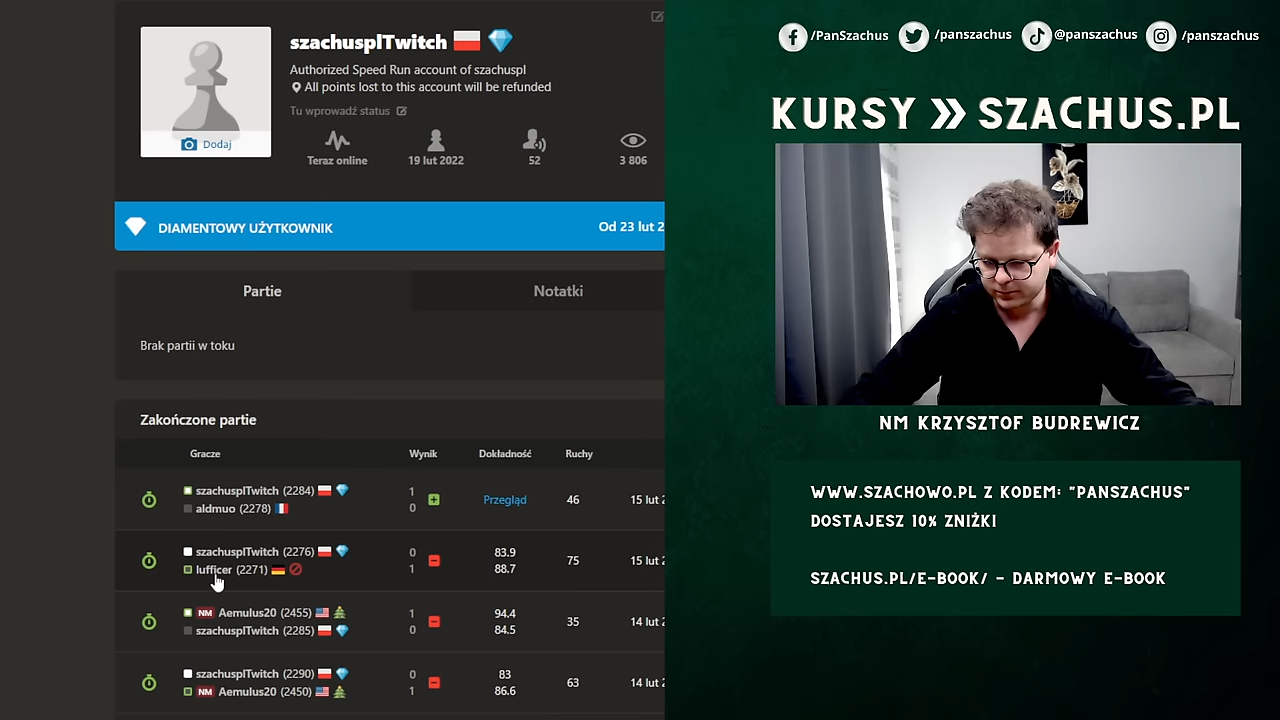 szachusplTwitch
Authorized Speed Run account of szachuspl
All points lost to this account will be refunded
Tu wprowadź status
Dodaj
Teraz online
19 lut 2022
52
3 806
DIAMENTOWY UŻYTKOWNIK
Od 23 lut 2
Partie
Notatki
Brak partii w toku
Zakończone partie
Gracze
Wynik
Dokładność
Ruchy
szachusplTwitch (2284)
aldmuo (2278)
1
0
Przegląd
46
15 lut 2
szachusplTwitch (2276)
lufficer (2271)
0
1
83.9
88.7
75
15 lut 2
NM Aemulus20 (2455)
szachusplTwitch (2285)
1
0
94.4
84.5
35
14 lut 2
szachusplTwitch (2290)
NM Aemulus20 (2450)
0
1
83
86.6
63
14 lut 2
/PanSzachus
/panszachus
@panszachus
/panszachus
KURSY >> SZACHUS.PL
NM KRZYSZTOF BUDREWICZ
WWW.SZACHOWO.PL Z KODEM: "PANSZACHUS"
DOSTAJESZ 10% ZNIŻKI
SZACHUS.PL/E-BOOK/ - DARMOWY E-BOOK